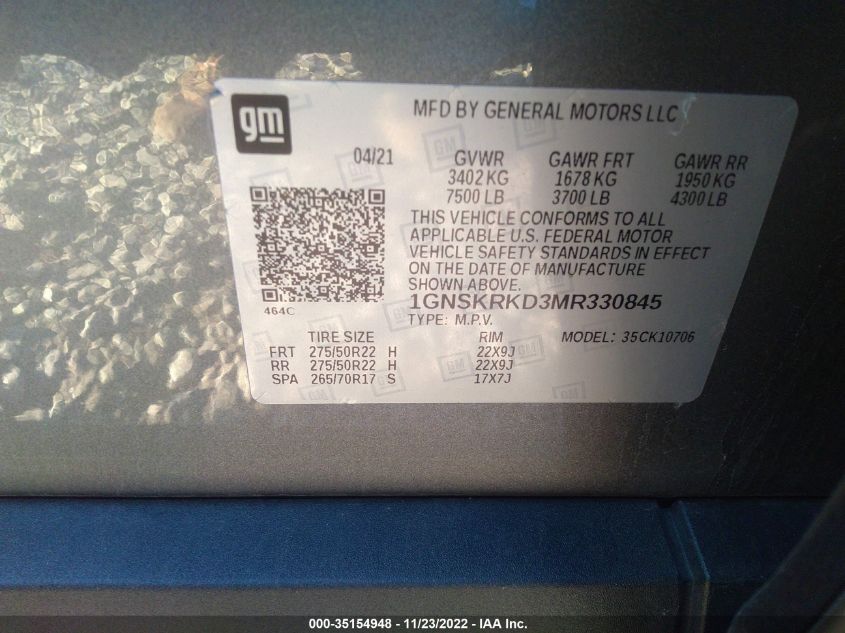 gm
MFD BY GENERAL MOTORS LLC
04/21
GVWR GAWR FRT GAWR RR
3402 KG 1678 KG 1950 KG
7500 LB 3700 LB 4300 LB
THIS VEHICLE CONFORMS TO ALL
APPLICABLE U.S. FEDERAL MOTOR
VEHICLE SAFETY STANDARDS IN EFFECT
ON THE DATE OF MANUFACTURE
SHOWN ABOVE.
464C
1GNSKRKD3MR330845
TYPE: M.P.V. MODEL: 35CK10706
TIRE SIZE RIM
FRT 275/50R22 H 22X9J
RR 275/50R22 H 22X9J
SPA 265/70R17 S 17X7J
000-35154948 - 11/23/2022 - IAA Inc.